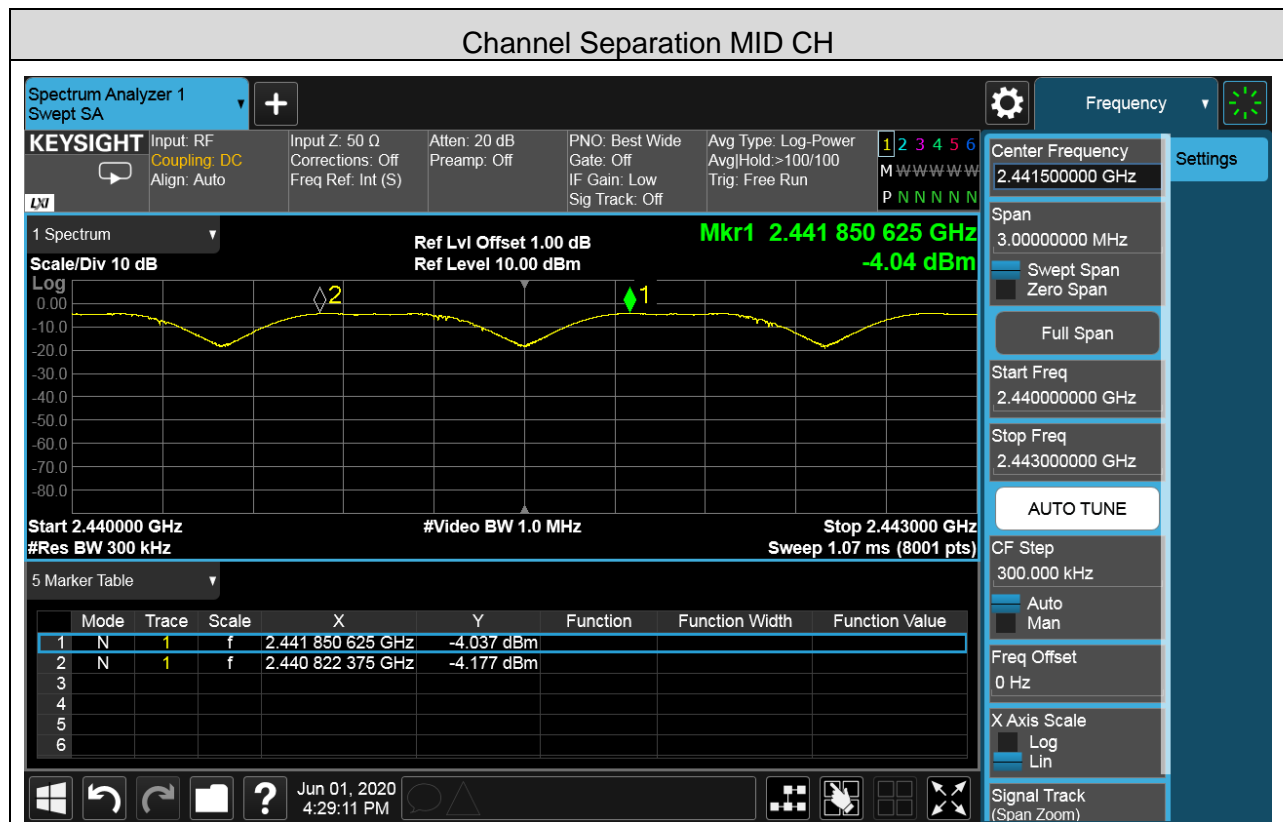 Channel Separation MID CH
Spectrum Analyzer 1
Swept SA
+
Frequency
KEYSIGHT
LXI
Input: RF
Coupling: DC
Align: Auto
Input Z: 50 Ω
Corrections: Off
Freq Ref: Int (S)
Atten: 20 dB
Preamp: Off
PNO: Best Wide
Gate: Off
IF Gain: Low
Sig Track: Off
Avg Type: Log-Power
Avg|Hold:>100/100
Trig: Free Run
1 2 3 4 5 6
M W W W W W
P N N N N N
1 Spectrum
Scale/Div 10 dB
Ref Lvl Offset 1.00 dB
Ref Level 10.00 dBm
Mkr1 2.441 850 625 GHz
-4.04 dBm
Log
0.00
-10.0
-20.0
-30.0
-40.0
-50.0
-60.0
-70.0
-80.0
2
1
Start 2.440000 GHz
#Video BW 1.0 MHz
Stop 2.443000 GHz
#Res BW 300 kHz
Sweep 1.07 ms (8001 pts)
5 Marker Table
Mode Trace Scale X Y Function Function Width Function Value
1 N 1 f 2.441 850 625 GHz -4.037 dBm
2 N 1 f 2.440 822 375 GHz -4.177 dBm
3
4
5
6
?
Jun 01, 2020
4:29:11 PM
Center Frequency
2.441500000 GHz
Settings
Span
3.00000000 MHz
Swept Span
Zero Span
Full Span
Start Freq
2.440000000 GHz
Stop Freq
2.443000000 GHz
AUTO TUNE
CF Step
300.000 kHz
Auto
Man
Freq Offset
0 Hz
X Axis Scale
Log
Lin
Signal Track
(Span Zoom)